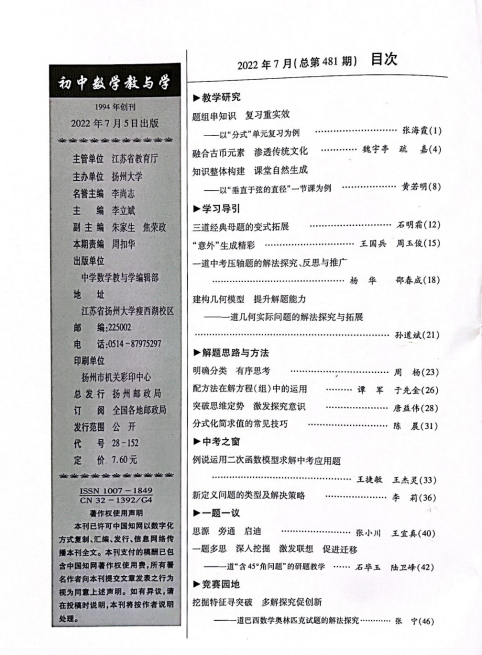 初中数学教与学
1994 年创刊
2022 年 7 月 5 日出版
主管单位 江苏省教育厅
主办单位 扬州大学
名誉主编 李尚志
主 编 李立斌
副 主 编 朱家生 焦荣政
本期责编 周扣华
出版单位
中学数学教与学编辑部
地 址
江苏省扬州大学瘦西湖校区
邮 编:225002
电 话:0514-87975297
印刷单位
扬州市机关彩印中心
总 发 行 扬州邮政局
订 阅 全国各地邮政局
发行范围 公 开
代 号 28-152
定 价 7.60元
ISSN 1007-1849
CN 32-1392/G4
著作权使用声明
本刊已许可中国知网以数字化
方式复制、汇编、发行、信息网络传
播本刊全文。本刊支付的稿酬已包
含中国知网著作权使用费,所有署
名作者向本刊提交文章发表之行为
视为同意上述声明。如有异议,请
在投稿时说明,本刊将按作者说明
处理。
2022 年 7 月(总第 481 期) 目次
▶教学研究
题组串知识 复习重实效
——以“分式”单元复习为例 ………………… 张海霞(1)
融合古币元素 渗透传统文化 ………… 魏宇亭 疏 嘉(4)
知识整体构建 课堂自然生成
——以“垂直于弦的直径”一节课为例 …………… 黄若明(8)
▶学习导引
三道经典母题的变式拓展 ………………… 石明霜(12)
“意外”生成精彩 ………………… 王国兵 周玉俊(15)
一道中考压轴题的解法探究、反思与推广
………………… 杨 华 邵春成(18)
建构几何模型 提升解题能力
——一道几何实际问题的解法探究与拓展
………………… 孙道斌(21)
▶解题思路与方法
明确分类 有序思考 ………………… 周 杨(23)
配方法在解方程(组)中的运用 ……… 谭 军 于先金(26)
突破思维定势 激发探究意识 ………………… 唐益伟(28)
分式化简求值的常见技巧 ………………… 陈 晨(31)
▶中考之窗
例说运用二次函数模型求解中考应用题
………………… 王捷敏 王杰灵(33)
新定义问题的类型及解决策略 ………………… 李 莉(36)
▶一题一议
思源 旁通 启迪 ………………… 张小川 王宜真(40)
一题多思 深入挖掘 激发联想 促进迁移
——一道“含45°角问题”的研题教学 …… 石毕玉 陆卫峰(42)
▶竞赛园地
挖掘特征寻突破 多解探究促创新
——一道巴西数学奥林匹克试题的解法探究………… 张 宁(46)